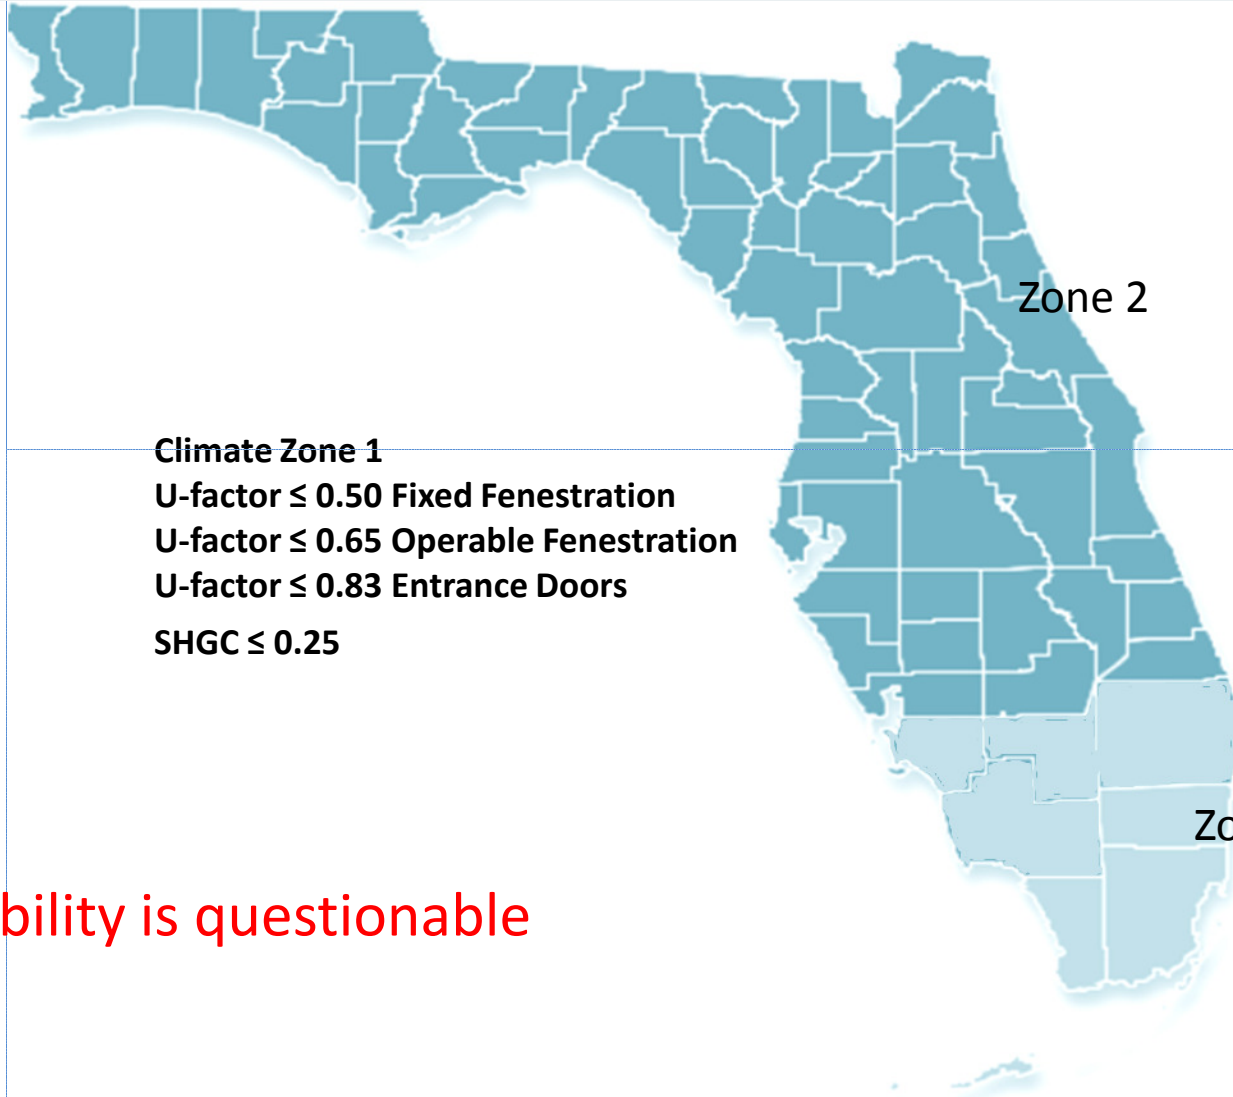 Zone 2
Climate Zone 1
U-factor ≤ 0.50 Fixed Fenestration
U-factor ≤ 0.65 Operable Fenestration
U-factor ≤ 0.83 Entrance Doors
SHGC ≤ 0.25
Zo
bility is questionable